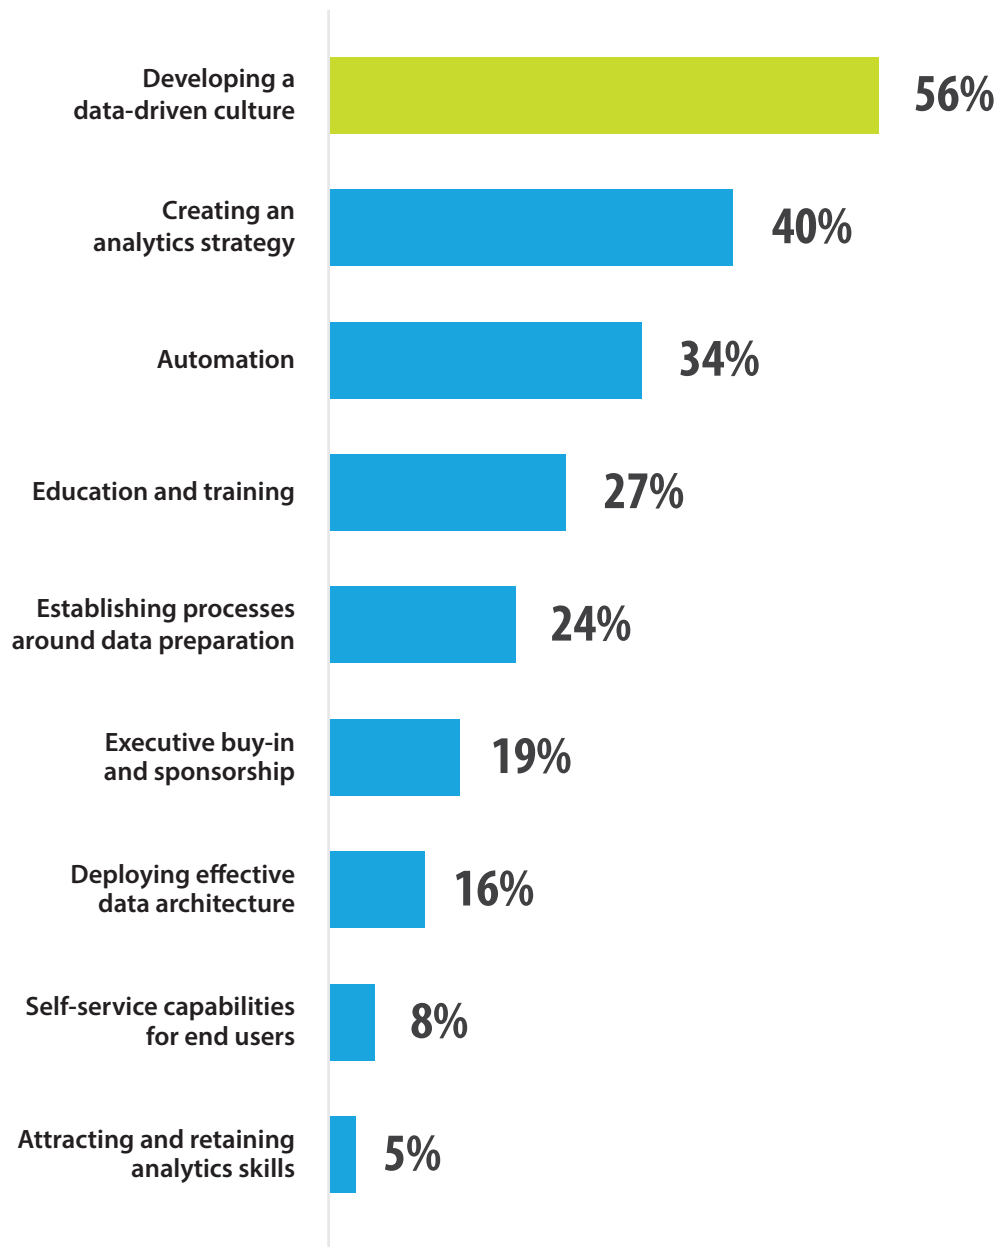 Developing a
data-driven culture
56%
Creating an
analytics strategy
40%
Automation
34%
Education and training
27%
Establishing processes
around data preparation
24%
Executive buy-in
and sponsorship
19%
Deploying effective
data architecture
16%
Self-service capabilities
for end users
8%
Attracting and retaining
analytics skills
5%